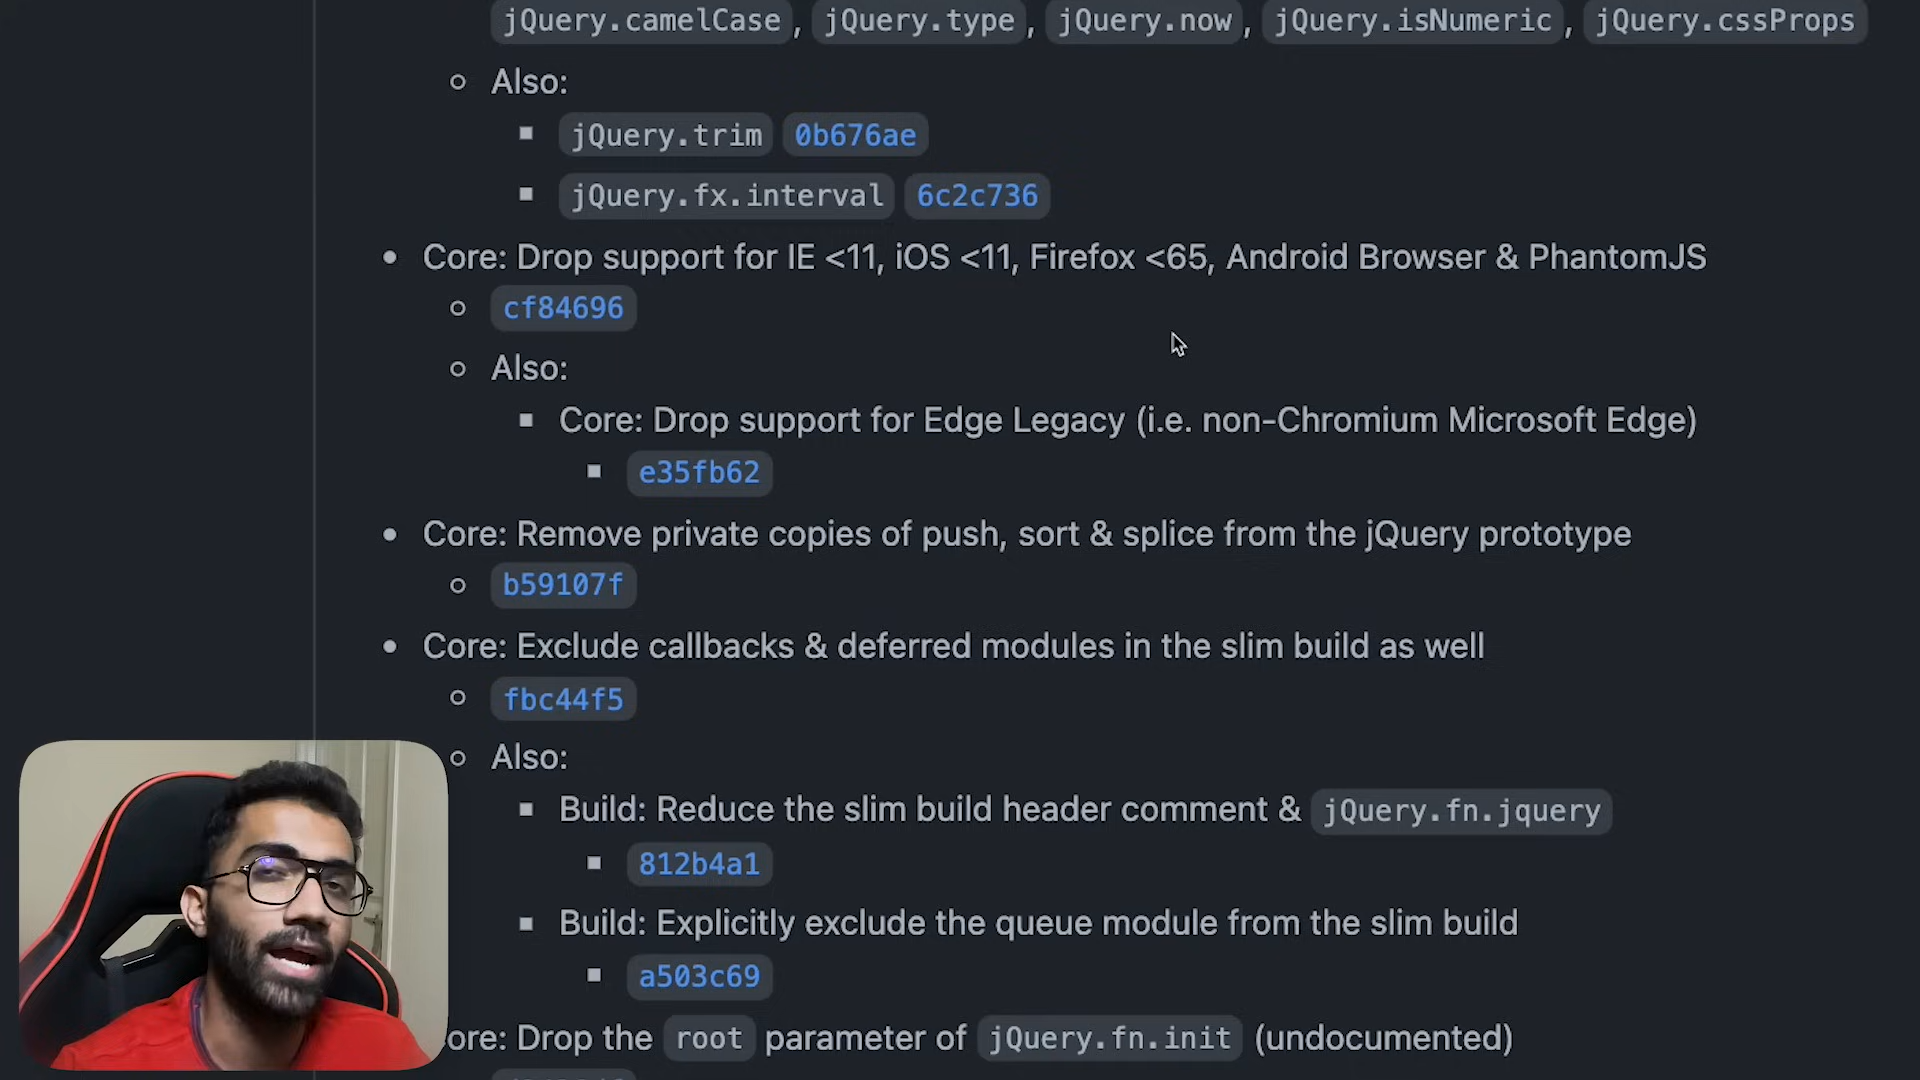 jQuery.camelCase, jQuery.type, jQuery.now, jQuery.isNumeric, jQuery.cssProps
Also:
jQuery.trim 0b676ae
jQuery.fx.interval 6c2c736
Core: Drop support for IE <11, iOS <11, Firefox <65, Android Browser & PhantomJS
cf84696
Also:
Core: Drop support for Edge Legacy (i.e. non-Chromium Microsoft Edge)
e35fb62
Core: Remove private copies of push, sort & splice from the jQuery prototype
b59107f
Core: Exclude callbacks & deferred modules in the slim build as well
fbc44f5
Also:
Build: Reduce the slim build header comment & jQuery.fn.jquery
812b4a1
Build: Explicitly exclude the queue module from the slim build
a503c69
ore: Drop the root parameter of jQuery.fn.init (undocumented)